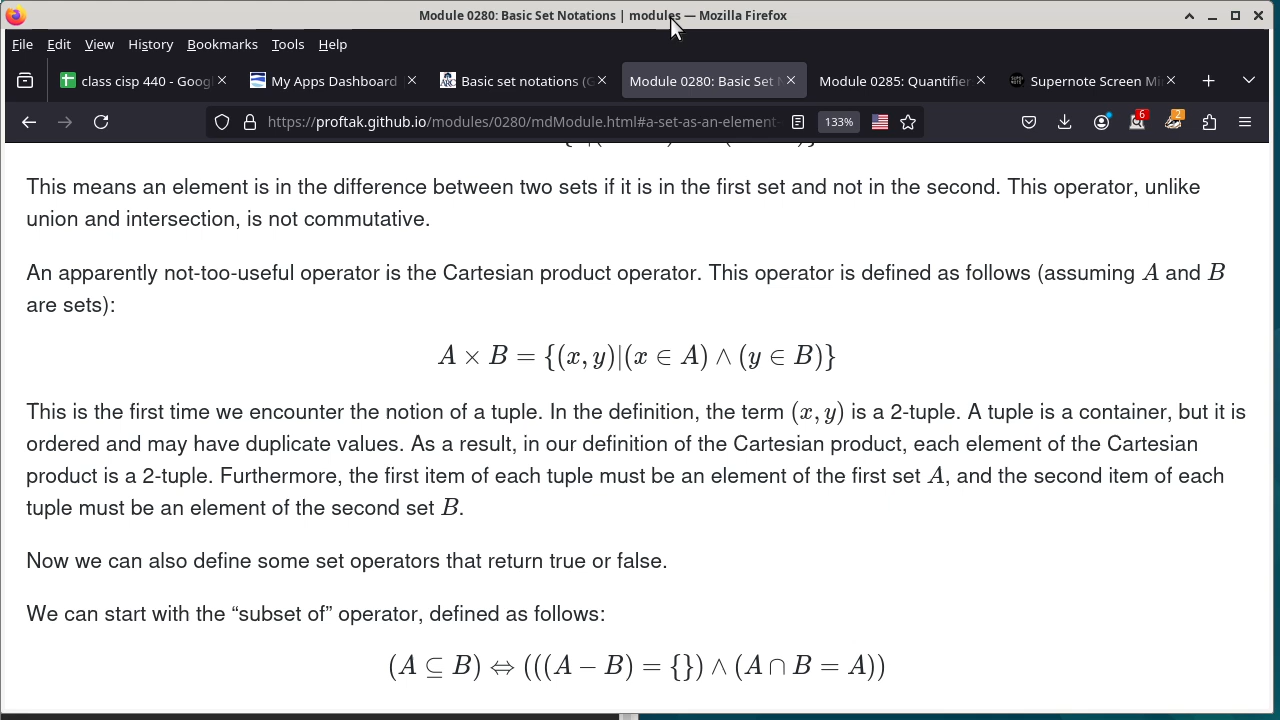 Module 0280: Basic Set Notations | modules — Mozilla Firefox
File Edit View History Bookmarks Tools Help
class cisp 440 - Googl My Apps Dashboard Basic set notations (G Module 0280: Basic Set N Module 0285: Quantifier Supernote Screen Mi
https://proftak.github.io/modules/0280/mdModule.html#a-set-as-an-element- 133% 6 2
This means an element is in the difference between two sets if it is in the first set and not in the second. This operator, unlike
union and intersection, is not commutative.
An apparently not-too-useful operator is the Cartesian product operator. This operator is defined as follows (assuming A and B
are sets):
A × B = {(x, y)|(x ∈ A) ∧ (y ∈ B)}
This is the first time we encounter the notion of a tuple. In the definition, the term (x, y) is a 2-tuple. A tuple is a container, but it is
ordered and may have duplicate values. As a result, in our definition of the Cartesian product, each element of the Cartesian
product is a 2-tuple. Furthermore, the first item of each tuple must be an element of the first set A, and the second item of each
tuple must be an element of the second set B.
Now we can also define some set operators that return true or false.
We can start with the “subset of” operator, defined as follows:
(A ⊆ B) ⇔ (((A − B) = {}) ∧ (A ∩ B = A))